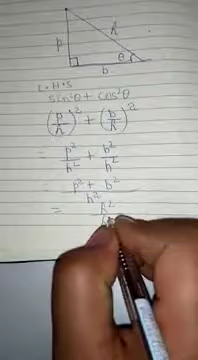 p
h
θ
b
L.H.S
sin²θ + cos²θ
(p/h)² + (b/h)²
= p²/h² + b²/h²
= p² + b²/h²
= h²